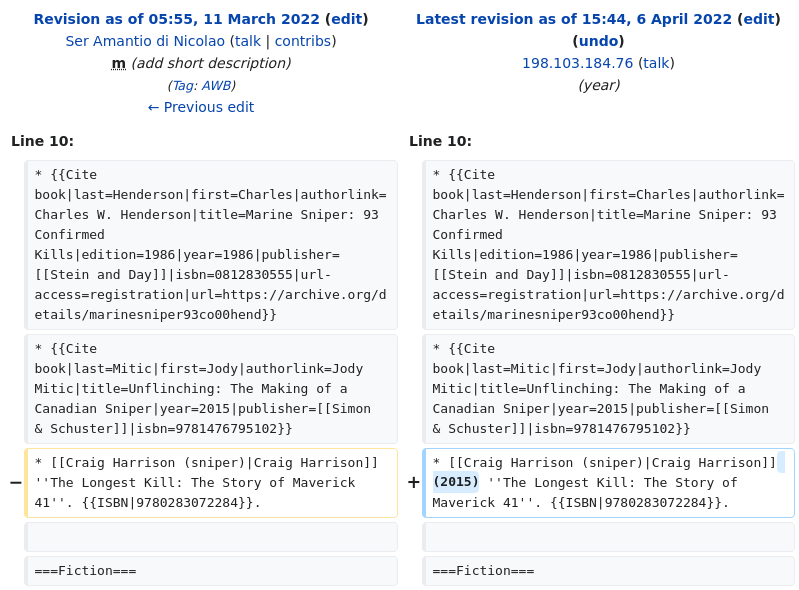 Revision as of 05:55, 11 March 2022 (edit)
Ser Amantio di Nicolao (talk | contribs)
m (add short description)
(Tag: AWB)
← Previous edit
Line 10:
* {{Cite
book|last=Henderson|first=Charles|authorlink=
Charles W. Henderson|title=Marine Sniper: 93
Confirmed
Kills|edition=1986|year=1986|publisher=
[[Stein and Day]]|isbn=0812830555|url-
access=registration|url=https://archive.org/d
etails/marinesniper93co00hend}}
* {{Cite
book|last=Mitic|first=Jody|authorlink=Jody
Mitic|title=Unflinching: The Making of a
Canadian Sniper|year=2015|publisher=[[Simon
& Schuster]]|isbn=9781476795102}}
− * [[Craig Harrison (sniper)|Craig Harrison]]
''The Longest Kill: The Story of Maverick
41''. {{ISBN|9780283072284}}.
===Fiction===
Latest revision as of 15:44, 6 April 2022 (edit)
(undo)
198.103.184.76 (talk)
(year)
Line 10:
* {{Cite
book|last=Henderson|first=Charles|authorlink=
Charles W. Henderson|title=Marine Sniper: 93
Confirmed
Kills|edition=1986|year=1986|publisher=
[[Stein and Day]]|isbn=0812830555|url-
access=registration|url=https://archive.org/d
etails/marinesniper93co00hend}}
* {{Cite
book|last=Mitic|first=Jody|authorlink=Jody
Mitic|title=Unflinching: The Making of a
Canadian Sniper|year=2015|publisher=[[Simon
& Schuster]]|isbn=9781476795102}}
+ * [[Craig Harrison (sniper)|Craig Harrison]]
(2015) ''The Longest Kill: The Story of
Maverick 41''. {{ISBN|9780283072284}}.
===Fiction===